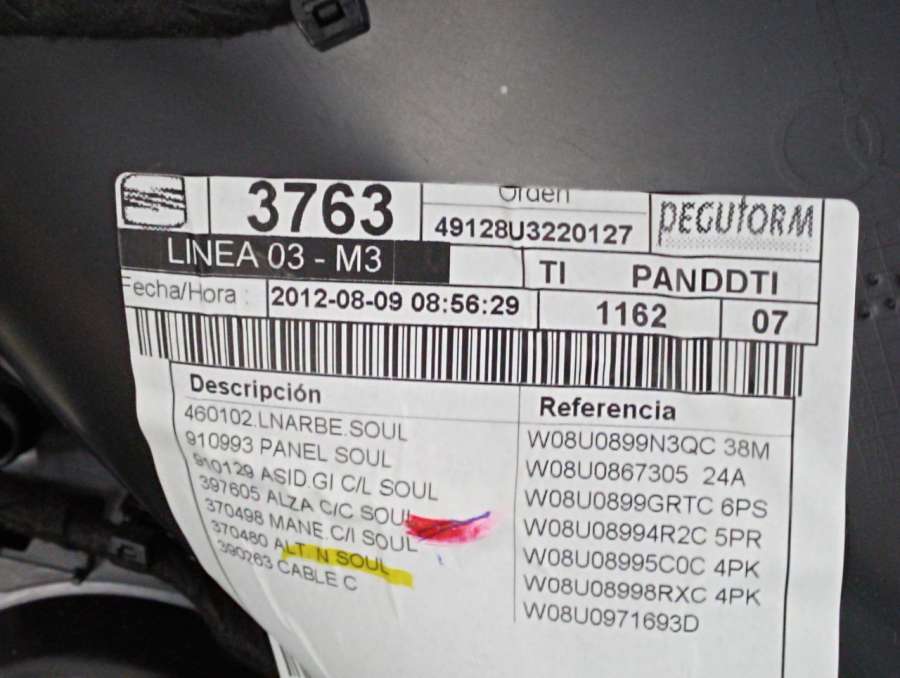 3763
Orden
49128U3220127
PEGUfORM
LINEA 03 - M3
TI PANDDTI
Fecha/Hora :
2012-08-09 08:56:29
1162
07
Descripción
Referencia
460102.LNARBE.SOUL
W08U0899N3QC 38M
910993 PANEL SOUL
W08U0867305 24A
910129 ASID.GI C/L SOUL
W08U0899GRTC 6PS
397605 ALZA C/C SOUL
W08U08994R2C 5PR
370498 MANE.C/I SOUL
W08U08995C0C 4PK
370480 ALT. N SOUL
W08U08998RXC 4PK
390263 CABLE C
W08U0971693D